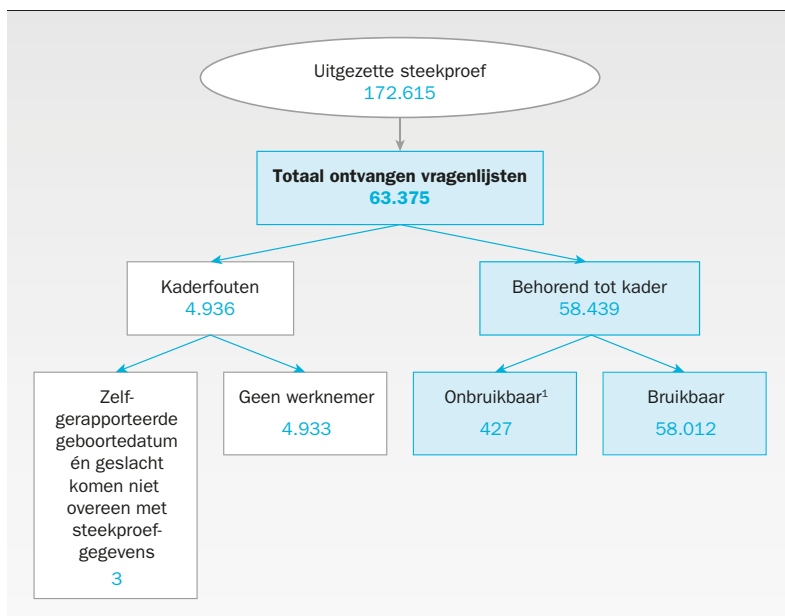 Uitgezette steekproef
172.615
Totaal ontvangen vragenlijsten
63.375
Kaderfouten
4.936
Behorend tot kader
58.439
Zelf-
gerapporteerde
geboortedatum
én geslacht
komen niet
overeen met
steekproef-
gegevens
3
Geen werknemer
4.933
Onbruikbaar¹
427
Bruikbaar
58.012